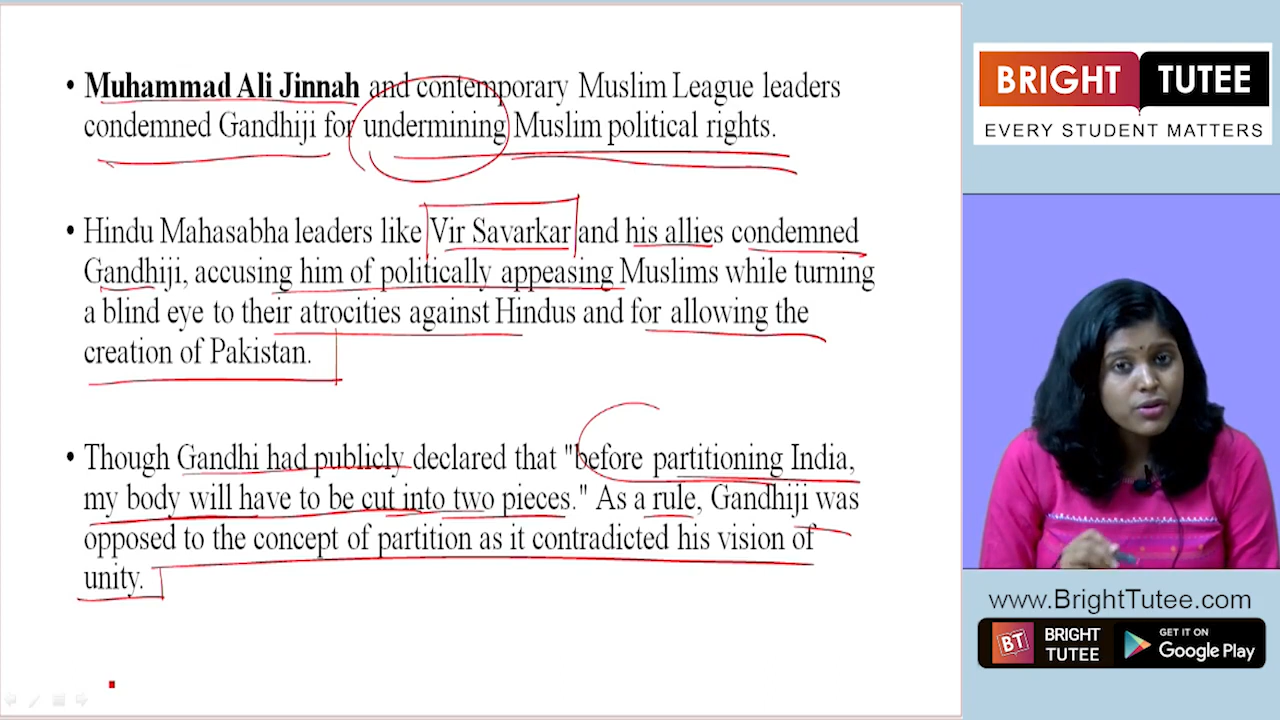 • Muhammad Ali Jinnah and contemporary Muslim League leaders
condemned Gandhiji for undermining Muslim political rights.
• Hindu Mahasabha leaders like Vir Savarkar and his allies condemned
Gandhiji, accusing him of politically appeasing Muslims while turning
a blind eye to their atrocities against Hindus and for allowing the
creation of Pakistan.
• Though Gandhi had publicly declared that "before partitioning India,
my body will have to be cut into two pieces." As a rule, Gandhiji was
opposed to the concept of partition as it contradicted his vision of
unity.
BRIGHT TUTEE
EVERY STUDENT MATTERS
www.BrightTutee.com
BT
BRIGHT
TUTEE
GET IT ON
Google Play